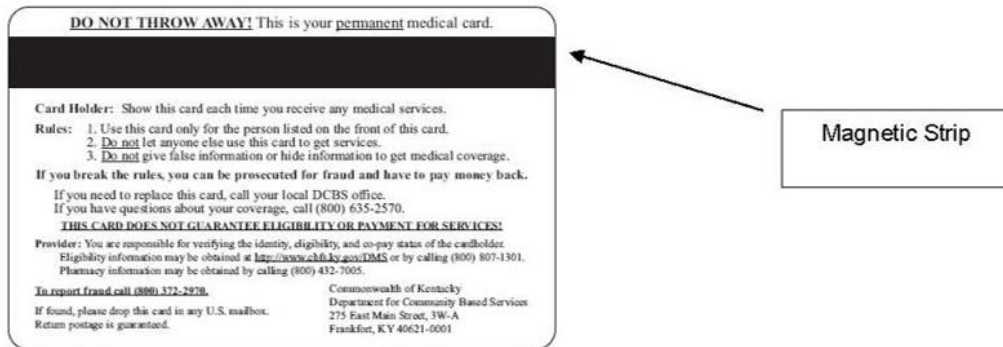 DO NOT THROW AWAY! This is your permanent medical card.
Magnetic Strip
Card Holder: Show this card each time you receive any medical services.
Rules: 1. Use this card only for the person listed on the front of this card.
2. Do not let anyone else use this card to get services.
3. Do not give false information or hide information to get medical coverage.
If you break the rules, you can be prosecuted for fraud and have to pay money back.
If you need to replace this card, call your local DCBS office.
If you have questions about your coverage, call (800) 635-2570.
THIS CARD DOES NOT GUARANTEE ELIGIBILITY OR PAYMENT FOR SERVICES!
Provider: You are responsible for verifying the identity, eligibility, and co-pay status of the cardholder.
Eligibility information may be obtained at http://www.chfs.ky.gov/DMS or by calling (800) 807-1301.
Pharmacy information may be obtained by calling (800) 432-7005.
To report fraud call (800) 372-2970.
If found, please drop this card in any U.S. mailbox.
Return postage is guaranteed.
Commonwealth of Kentucky
Department for Community Based Services
275 East Main Street, 3W-A
Frankfort, KY 40621-0001